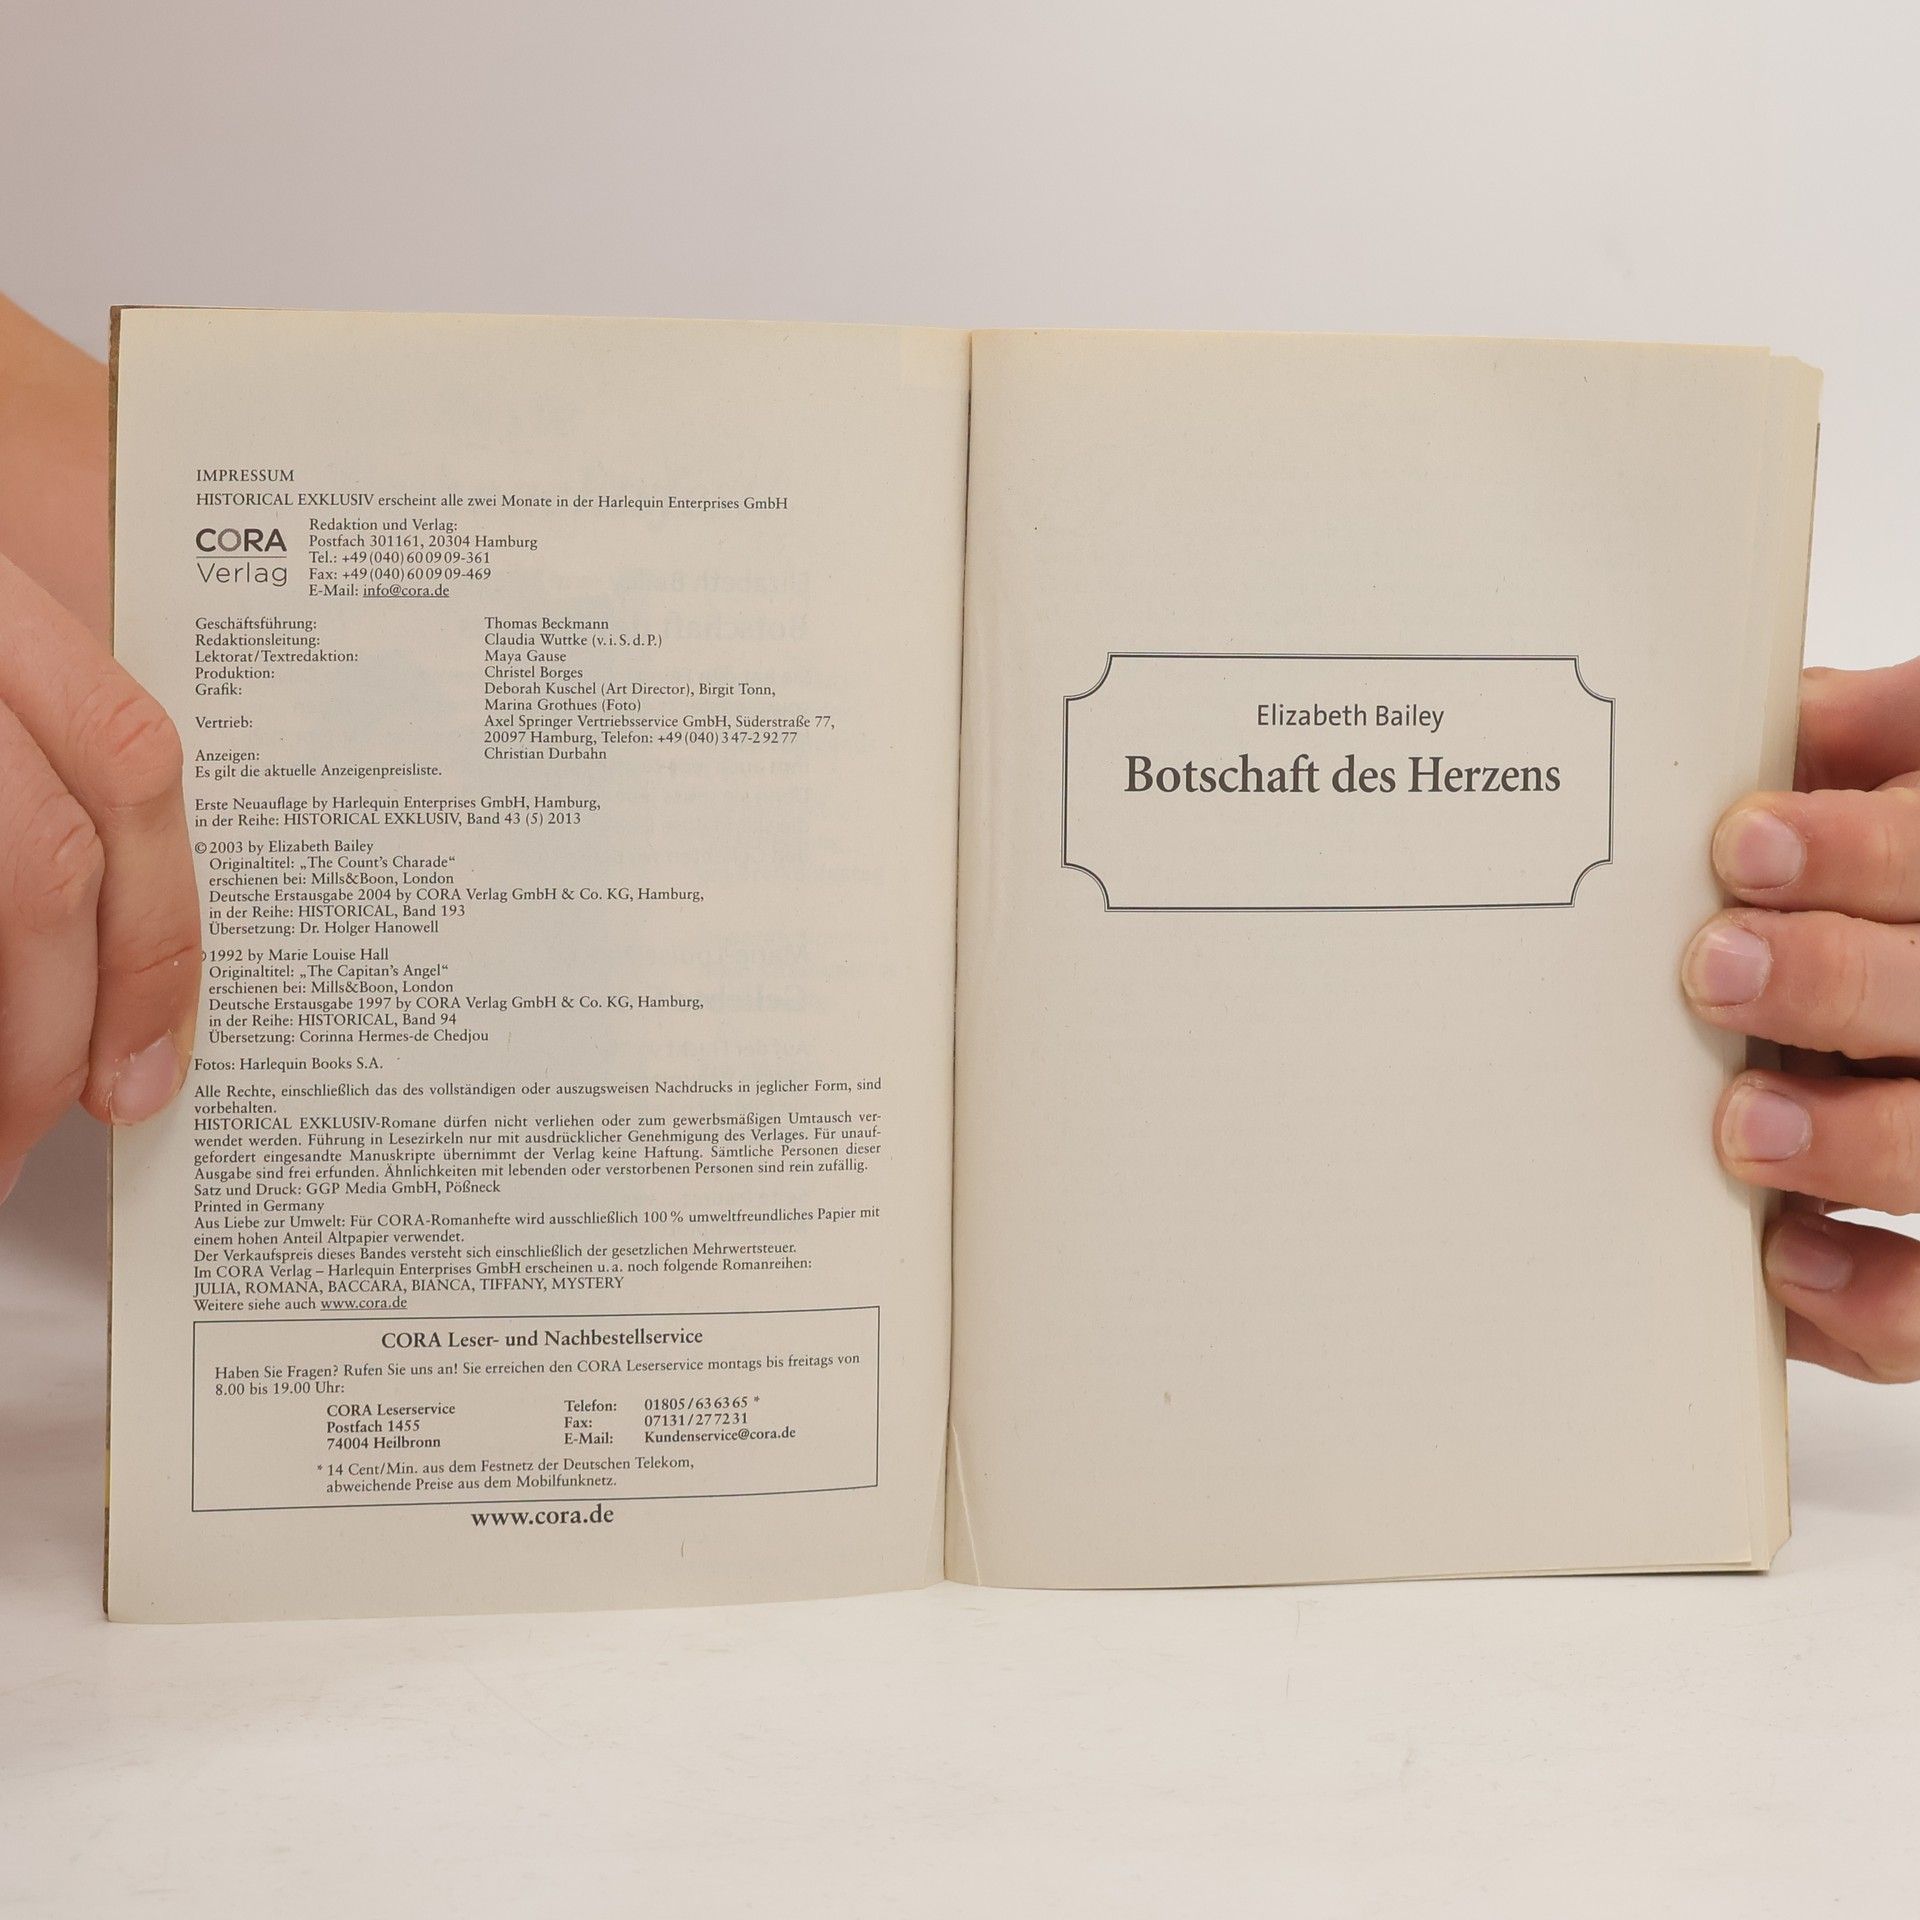 IMPRESSUM
HISTORICAL EXKLUSIV erscheint alle zwei Monate in der Harlequin Enterprises GmbH
CORA
Verlag
Redaktion und Verlag:
Postfach 301161, 20304 Hamburg
Tel.: +49(040)600909-361
Fax: +49(040)600909-469
E-Mail: info@cora.de
Geschäftsführung: Thomas Beckmann
Redaktionsleitung: Claudia Wuttke (v.i.S.d.P.)
Lektorat/Textredaktion: Maya Gause
Produktion: Christel Borges
Grafik: Deborah Kuschel (Art Director), Birgit Tonn,
Marina Grothues (Foto)
Vertrieb: Axel Springer Vertriebsservice GmbH, Süderstraße 77,
20097 Hamburg, Telefon: +49(040)347-29277
Anzeigen: Christian Durbahn
Es gilt die aktuelle Anzeigenpreisliste.
Erste Neuauflage by Harlequin Enterprises GmbH, Hamburg,
in der Reihe: HISTORICAL EXKLUSIV, Band 43 (5) 2013
© 2003 by Elizabeth Bailey
Originaltitel: „The Count's Charade“
erschienen bei: Mills&Boon, London
Deutsche Erstausgabe 2004 by CORA Verlag GmbH & Co. KG, Hamburg,
in der Reihe: HISTORICAL, Band 193
Übersetzung: Dr. Holger Hanowell
1992 by Marie Louise Hall
Originaltitel: „The Capitan's Angel“
erschienen bei: Mills&Boon, London
Deutsche Erstausgabe 1997 by CORA Verlag GmbH & Co. KG, Hamburg,
in der Reihe: HISTORICAL, Band 94
Übersetzung: Corinna Hermes-de Chedjou
Fotos: Harlequin Books S.A.
Alle Rechte, einschließlich das des vollständigen oder auszugsweisen Nachdrucks in jeglicher Form, sind
vorbehalten.
HISTORICAL EXKLUSIV-Romane dürfen nicht verliehen oder zum gewerbsmäßigen Umtausch ver-
wendet werden. Führung in Lesezirkeln nur mit ausdrücklicher Genehmigung des Verlages. Für unauf-
gefordert eingesandte Manuskripte übernimmt der Verlag keine Haftung. Sämtliche Personen dieser
Ausgabe sind frei erfunden. Ähnlichkeiten mit lebenden oder verstorbenen Personen sind rein zufällig.
Satz und Druck: GGP Media GmbH, Pößneck
Printed in Germany
Aus Liebe zur Umwelt: Für CORA-Romanhefte wird ausschließlich 100 % umweltfreundliches Papier mit
einem hohen Anteil Altpapier verwendet.
Der Verkaufspreis dieses Bandes versteht sich einschließlich der gesetzlichen Mehrwertsteuer.
Im CORA Verlag – Harlequin Enterprises GmbH erscheinen u.a. noch folgende Romanreihen:
JULIA, ROMANA, BACCARA, BIANCA, TIFFANY, MYSTERY
Weitere siehe auch www.cora.de
CORA Leser- und Nachbestellservice
Haben Sie Fragen? Rufen Sie uns an! Sie erreichen den CORA Leserservice montags bis freitags von
8.00 bis 19.00 Uhr:
CORA Leserservice
Postfach 1455
74004 Heilbronn
Telefon: 01805/63 63 65 *
Fax: 07131/27 72 31
E-Mail: Kundenservice@cora.de
* 14 Cent/Min. aus dem Festnetz der Deutschen Telekom,
abweichende Preise aus dem Mobilfunknetz.
www.cora.de
Elizabeth Bailey
Botschaft des Herzens